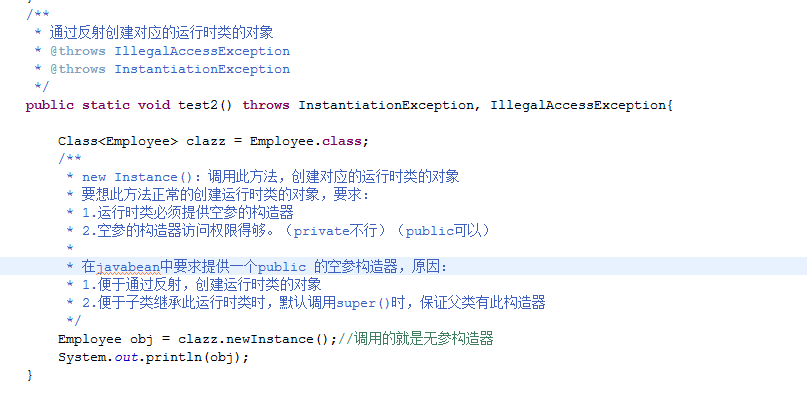 /**
 * 通过反射创建对应的运行时类的对象
 * @throws IllegalAccessException
 * @throws InstantiationException
 */
public static void test2() throws InstantiationException, IllegalAccessException{
Class<Employee> clazz = Employee.class;
/**
 * new Instance()：调用此方法，创建对应的运行时类的对象
 * 要想此方法正常的创建运行时类的对象，要求：
 * 1.运行时类必须提供空参的构造器
 * 2.空参的构造器访问权限得够。（private不行）（public可以）
 *
 * 在javabean中要求提供一个public 的空参构造器，原因：
 * 1.便于通过反射，创建运行时类的对象
 * 2.便于子类继承此运行时类时，默认调用super()时，保证父类有此构造器
 */
Employee obj = clazz.newInstance();//调用的就是无参构造器
System.out.println(obj);
}